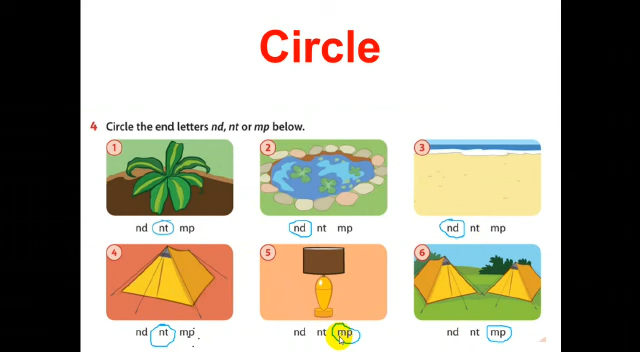 Circle
4 Circle the end letters nd, nt or mp below.
1 2 3
nd nt mp nd nt mp nd nt mp
4 5 6
nd nt mp nd nt mp nd nt mp